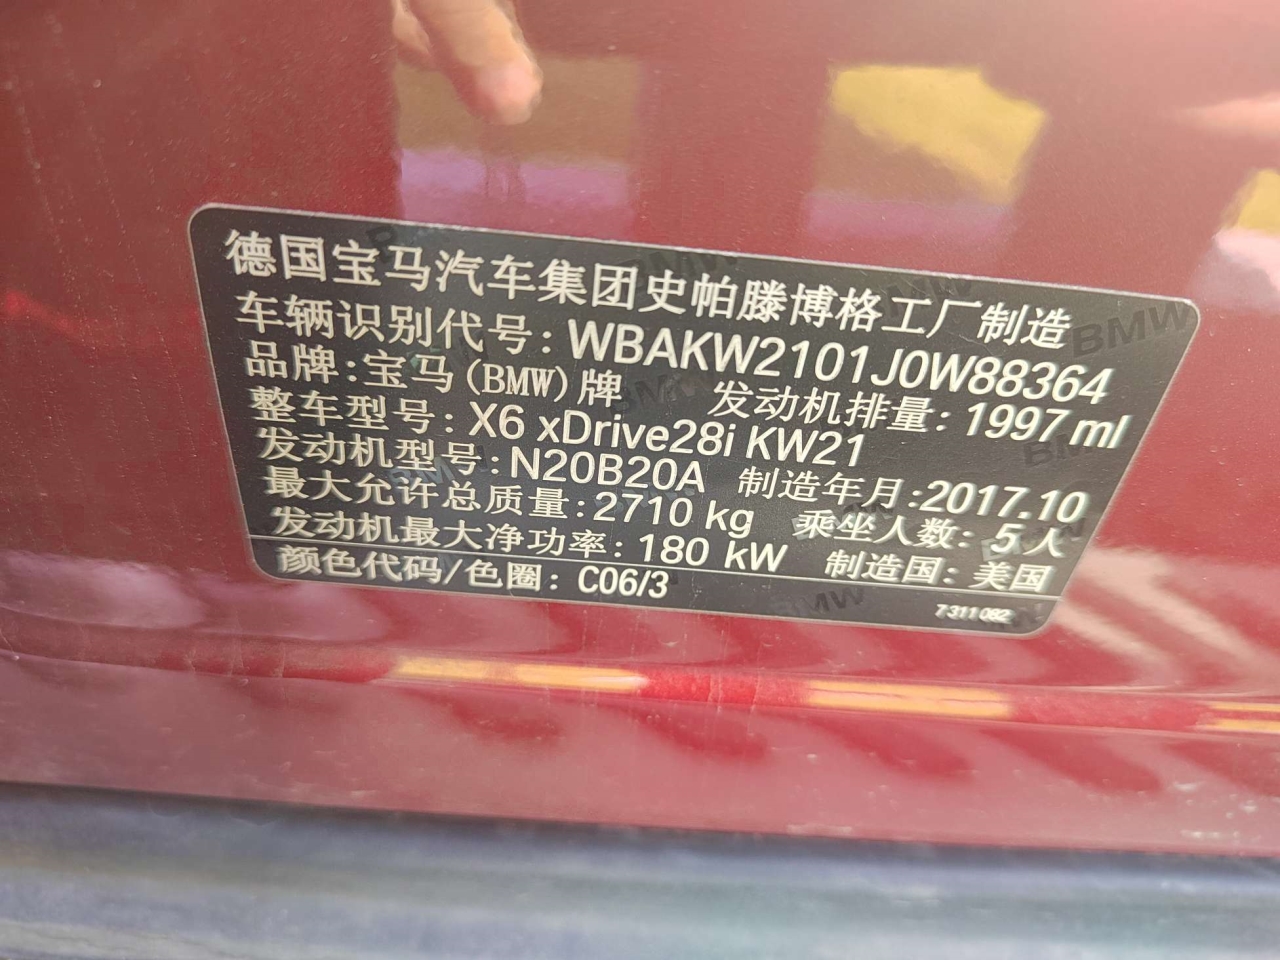 德国宝马汽车集团史帕滕博格工厂制造
车辆识别代号：WBAKW2101J0W88364
品牌：宝马(BMW)牌 发动机排量：1997 ml
整车型号：X6 xDrive28i KW21
发动机型号：N20B20A 制造年月：2017.10
最大允许总质量：2710 kg 乘坐人数：5人
发动机最大净功率：180 kW 制造国：美国
颜色代码/色圈：C06/3
7311082